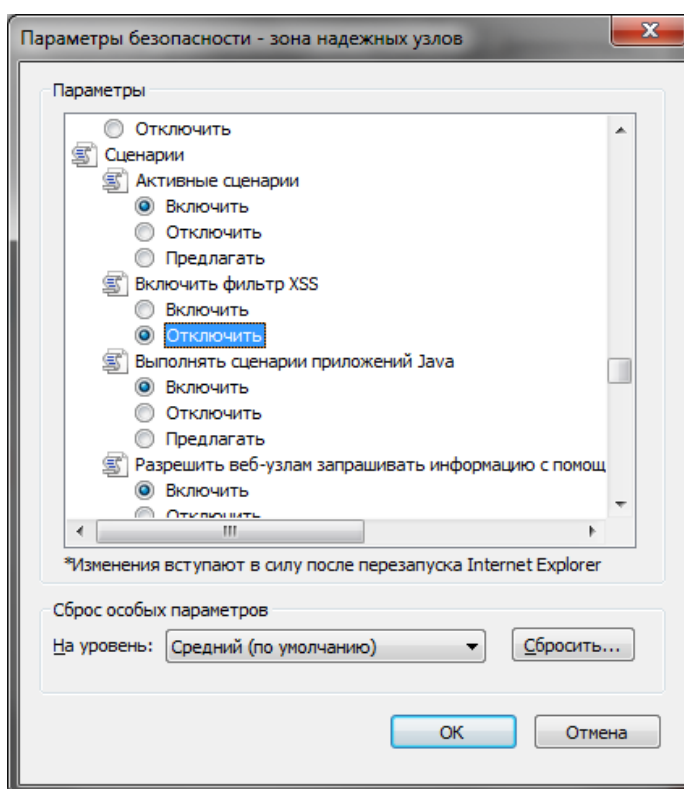 Параметры безопасности - зона надежных узлов
Параметры
Отключить
Сценарии
Активные сценарии
Включить
Отключить
Предлагать
Включить фильтр XSS
Включить
Отключить
Выполнять сценарии приложений Java
Включить
Отключить
Предлагать
Разрешить веб-узлам запрашивать информацию с помощ
Включить
Отключить
*Изменения вступают в силу после перезапуска Internet Explorer
Сброс особых параметров
На уровень: Средний (по умолчанию) Сбросить...
OK Отмена